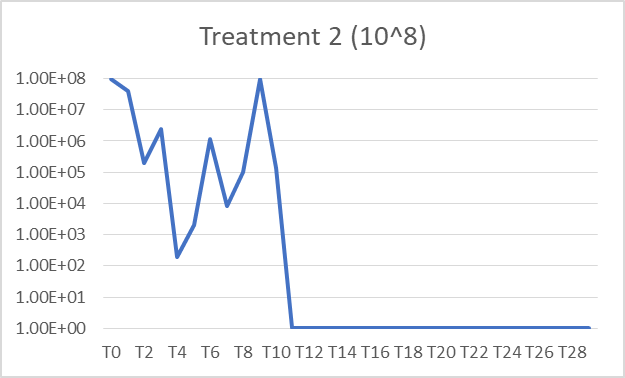 Treatment 2 (10^8)
1.00E+08
1.00E+07
1.00E+06
1.00E+05
1.00E+04
1.00E+03
1.00E+02
1.00E+01
1.00E+00
T0 T2 T4 T6 T8 T10 T12 T14 T16 T18 T20 T22 T24 T26 T28